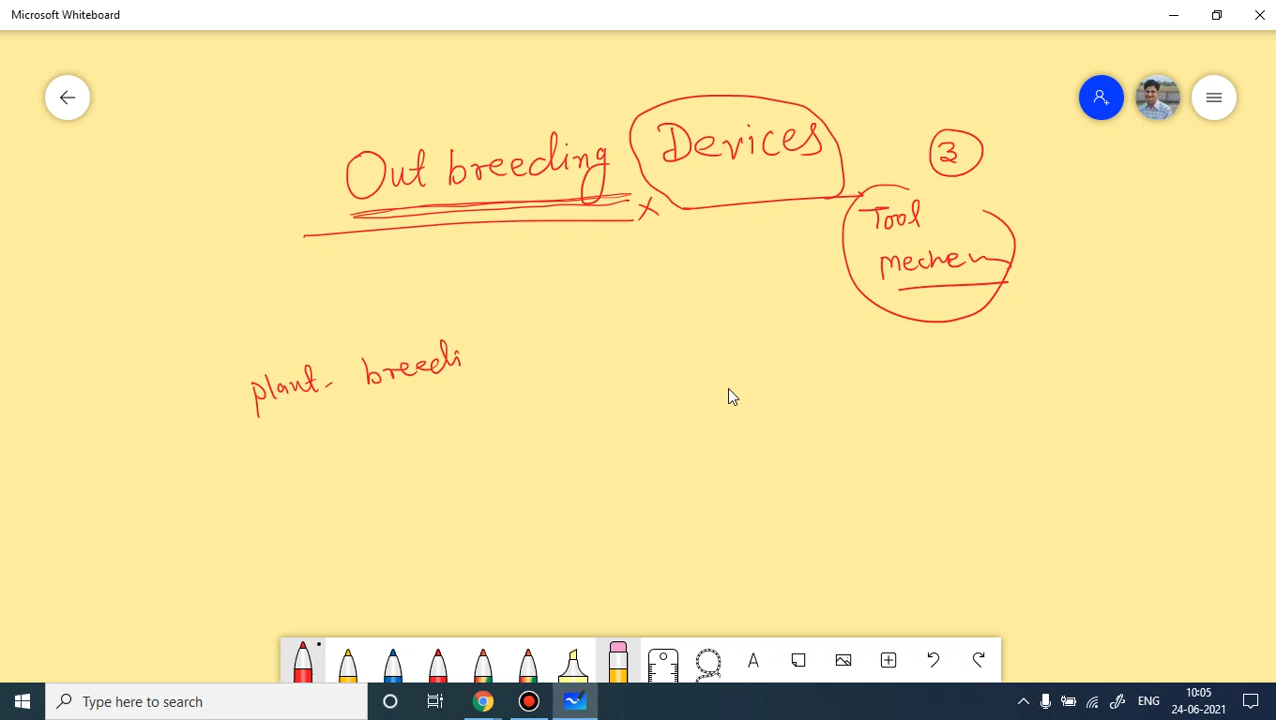 Microsoft Whiteboard
Out breeding Devices
3
x
Tool
plant- breedi
Type here to search
A
ENG
10:05
24-06-2021